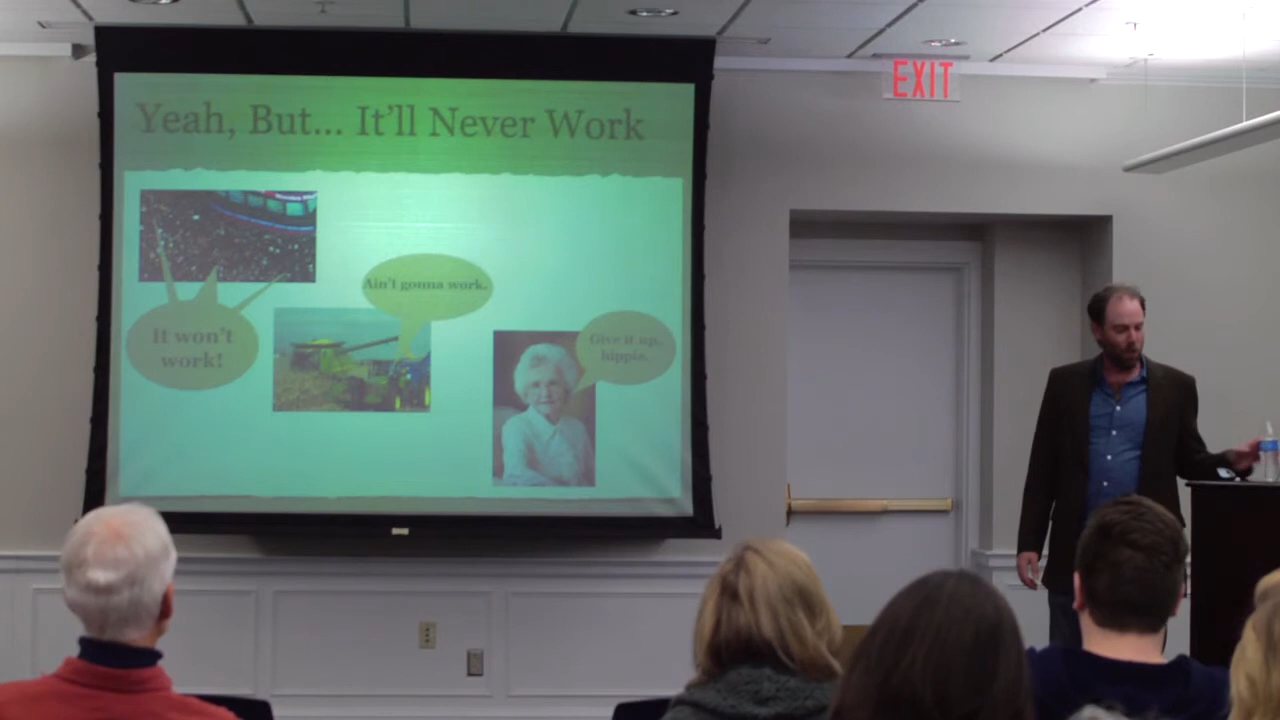 Yeah, But... It'll Never Work
Ain't gonna work.
It won't
work!
Give it up,
hippie.
EXIT